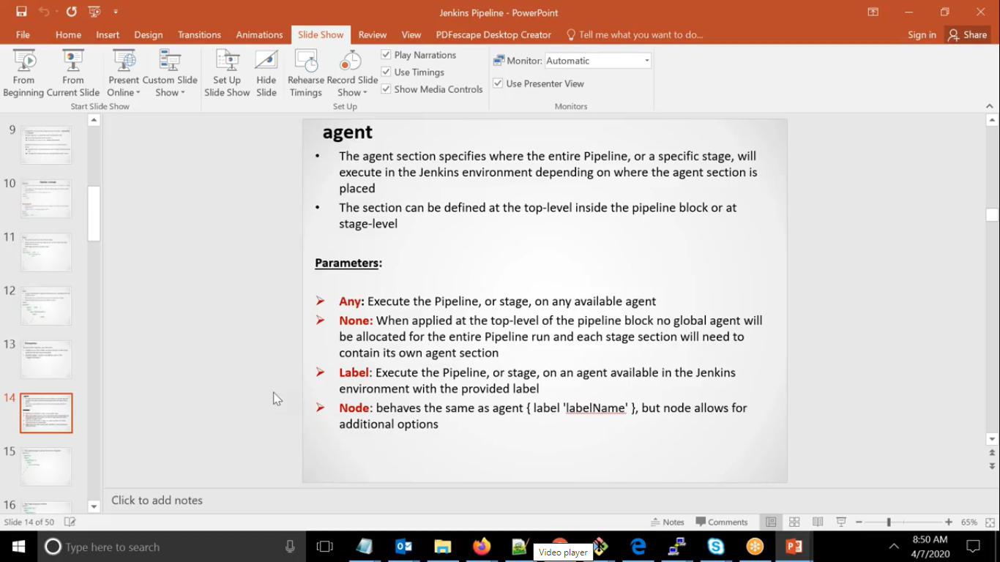 Jenkins Pipeline - PowerPoint
File Home Insert Design Transitions Animations Slide Show Review View PDFescape Desktop Creator Tell me what you want to do... Sign in Share
From Beginning
From Current Slide
Present Online
Custom Slide Show
Start Slide Show
Set Up Slide Show
Hide Slide
Rehearse Timings
Record Slide Show
Play Narrations
Use Timings
Show Media Controls
Set Up
Monitor: Automatic
Use Presenter View
Monitors
9
10
11
12
13
14
15
16
agent
• The agent section specifies where the entire Pipeline, or a specific stage, will
execute in the Jenkins environment depending on where the agent section is
placed
• The section can be defined at the top-level inside the pipeline block or at
stage-level
Parameters:
Any: Execute the Pipeline, or stage, on any available agent
None: When applied at the top-level of the pipeline block no global agent will
be allocated for the entire Pipeline run and each stage section will need to
contain its own agent section
Label: Execute the Pipeline, or stage, on an agent available in the Jenkins
environment with the provided label
Node: behaves the same as agent { label 'labelName' }, but node allows for
additional options
Click to add notes
Slide 14 of 50 Notes Comments 65%
Type here to search
Video player
8:50 AM
4/7/2020